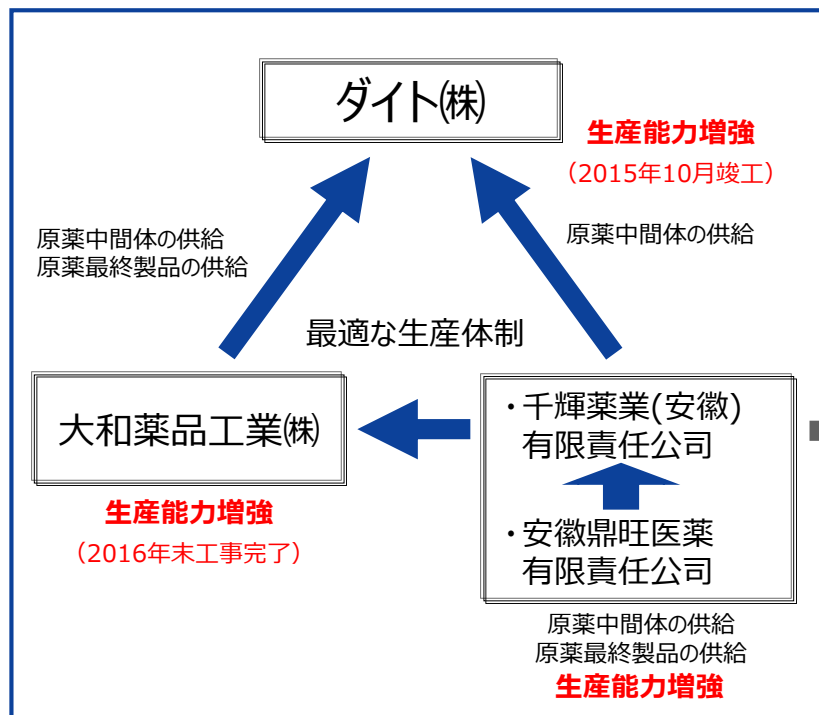 ダイト㈱
生産能力増強
（2015年10月竣工）
原薬中間体の供給
原薬最終製品の供給
原薬中間体の供給
最適な生産体制
大和薬品工業㈱
・千輝薬業(安徽)
有限責任公司
生産能力増強
（2016年末工事完了）
・安徽鼎旺医薬
有限責任公司
原薬中間体の供給
原薬最終製品の供給
生産能力増強